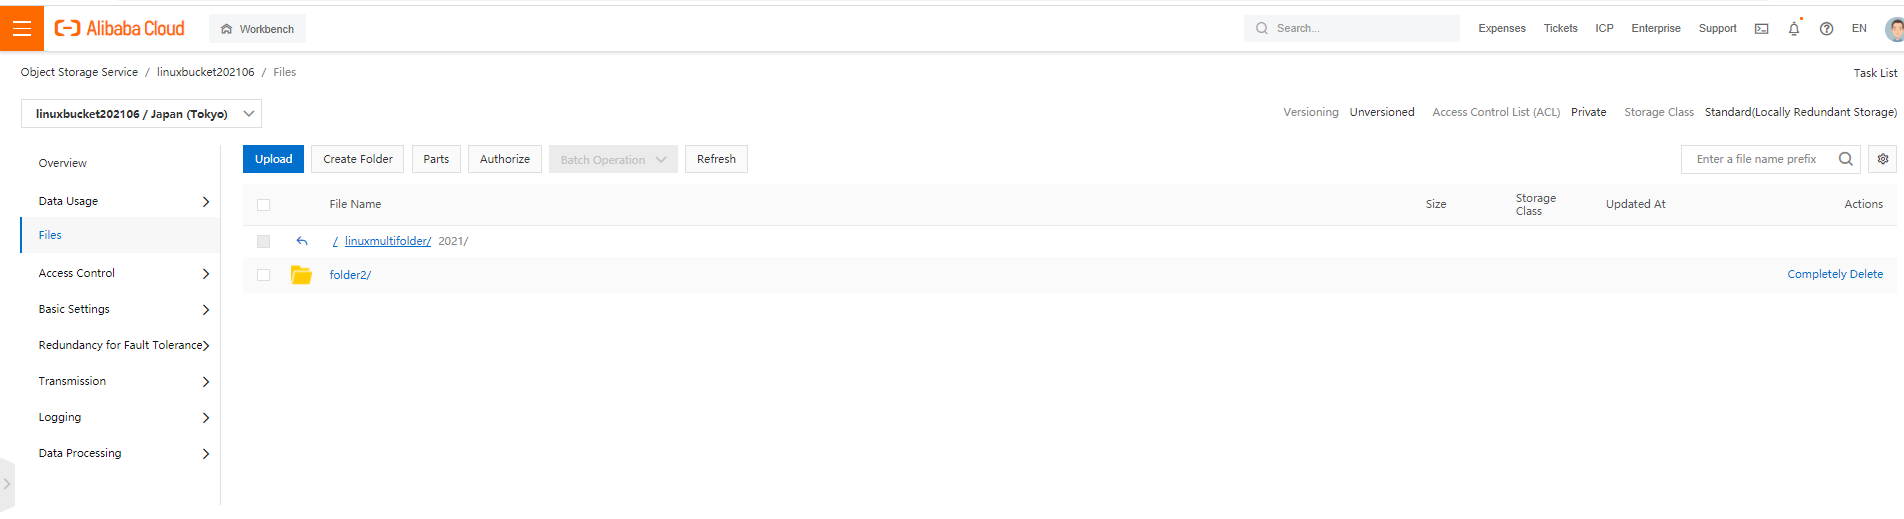 Alibaba Cloud Workbench Search... Expenses Tickets ICP Enterprise Support EN
Object Storage Service / linuxbucket202106 / Files Task List
linuxbucket202106 / Japan (Tokyo) Versioning Unversioned Access Control List (ACL) Private Storage Class Standard(Locally Redundant Storage)
Overview
Data Usage
Files
Access Control
Basic Settings
Redundancy for Fault Tolerance
Transmission
Logging
Data Processing
Upload Create Folder Parts Authorize Batch Operation Refresh Enter a file name prefix
File Name Size Storage Class Updated At Actions
/ linuxmultifolder/ 2021/
folder2/ Completely Delete